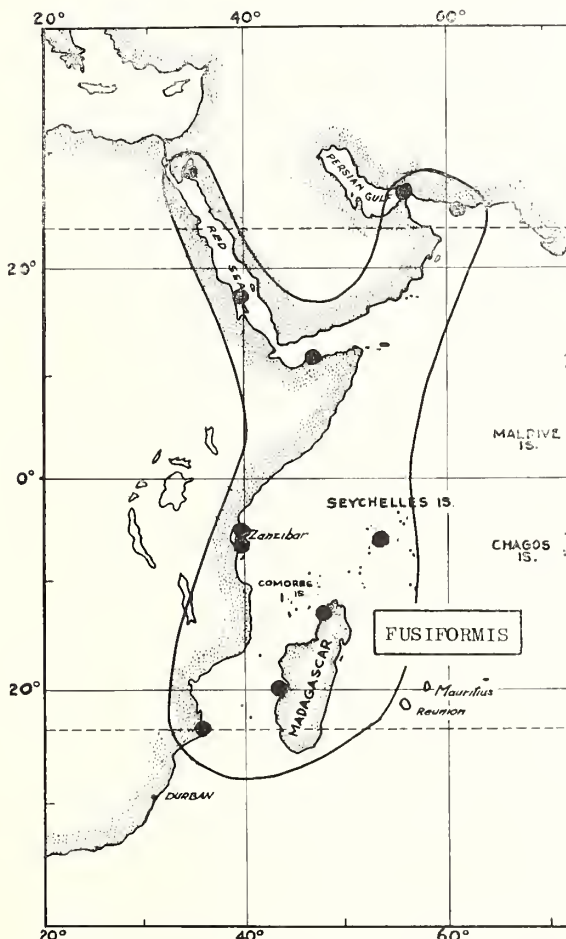 20°
40°
60°
PERSIAN GULF
RED SEA
20°
MALDIVE
IS.
0°
SEYCHELLES IS.
Zanzibar
CHAGOS
IS.
COMORES
IS.
FUSIFORMIS
MADAGASCAR
20°
Mauritius
Reunion
DURBAN
20°
40°
60°